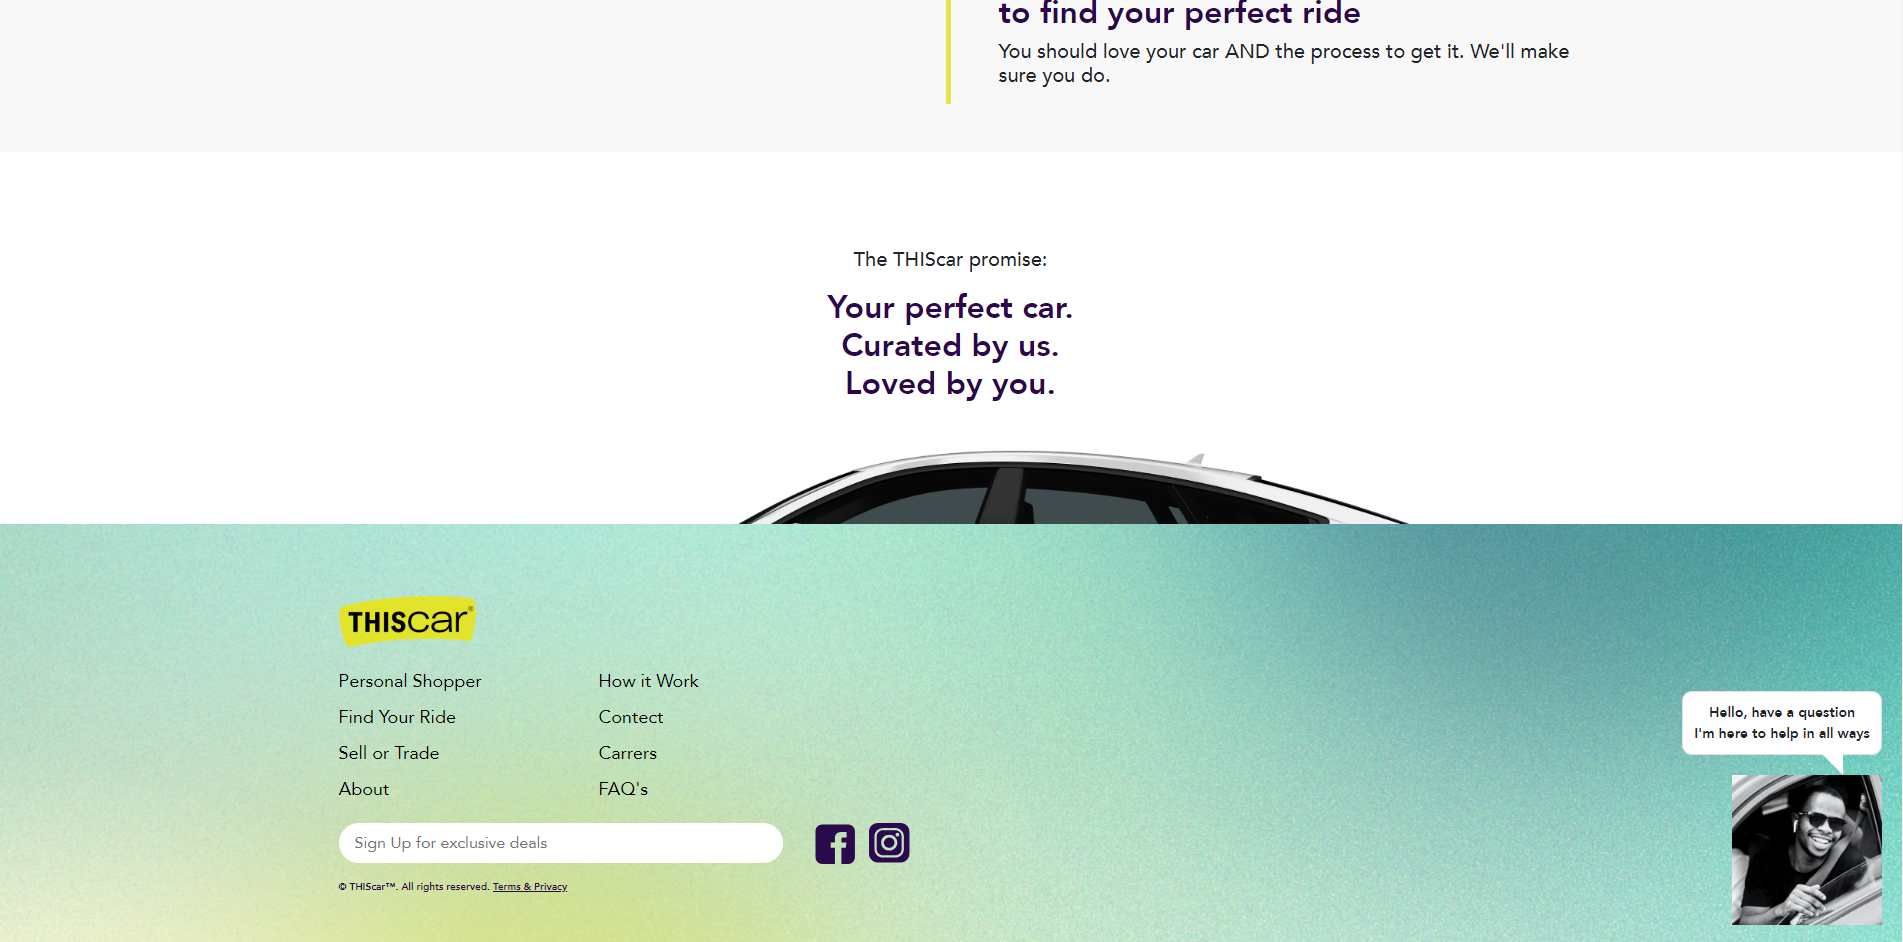 to find your perfect ride
You should love your car AND the process to get it. We'll make
sure you do.
The THIScar promise:
Your perfect car.
Curated by us.
Loved by you.
THIScar®
Personal Shopper
How it Work
Find Your Ride
Contect
Sell or Trade
Carrers
About
FAQ's
Sign Up for exclusive deals
© THIScar™. All rights reserved. Terms & Privacy
Hello, have a question
I'm here to help in all ways